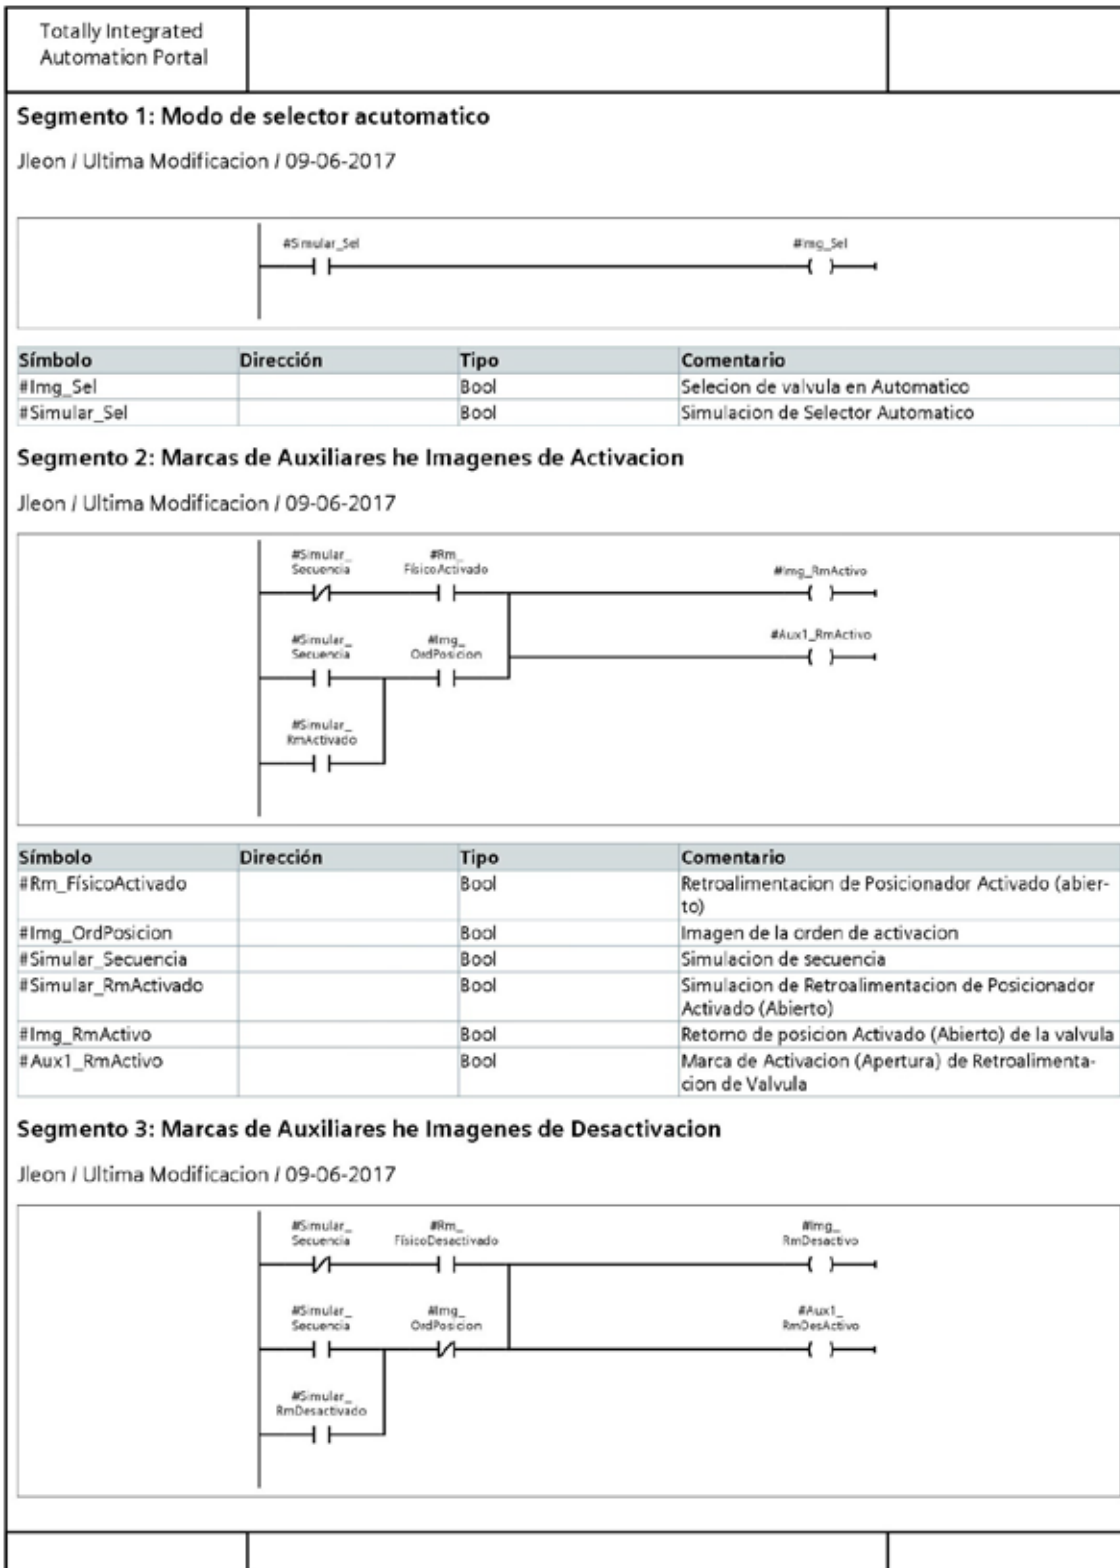 Totally Integrated
Automation Portal
Segmento 1: Modo de selector acutomatico
Jleon / Ultima Modificacion / 09-06-2017
#Simular_Sel #Img_Sel
Símbolo Dirección Tipo Comentario
#Img_Sel Bool Selecion de valvula en Automatico
#Simular_Sel Bool Simulacion de Selector Automatico
Segmento 2: Marcas de Auxiliares he Imagenes de Activacion
Jleon / Ultima Modificacion / 09-06-2017
#Simular_
Secuencia
#Rm_
FísicoActivado
#Img_RmActivo
#Simular_
Secuencia
#Img_
OrdPosicion
#Aux1_RmActivo
#Simular_
RmActivado
Símbolo Dirección Tipo Comentario
#Rm_FísicoActivado Bool Retroalimentacion de Posicionador Activado (abier-
to)
#Img_OrdPosicion Bool Imagen de la orden de activacion
#Simular_Secuencia Bool Simulacion de secuencia
#Simular_RmActivado Bool Simulacion de Retroalimentacion de Posicionador
Activado (Abierto)
#Img_RmActivo Bool Retorno de posicion Activado (Abierto) de la valvula
#Aux1_RmActivo Bool Marca de Activacion (Apertura) de Retroalimenta-
cion de Valvula
Segmento 3: Marcas de Auxiliares he Imagenes de Desactivacion
Jleon / Ultima Modificacion / 09-06-2017
#Simular_
Secuencia
#Rm_
FísicoDesactivado
#Img_
RmDesactivo
#Simular_
Secuencia
#Img_
OrdPosicion
#Aux1_
RmDesActivo
#Simular_
RmDesactivado